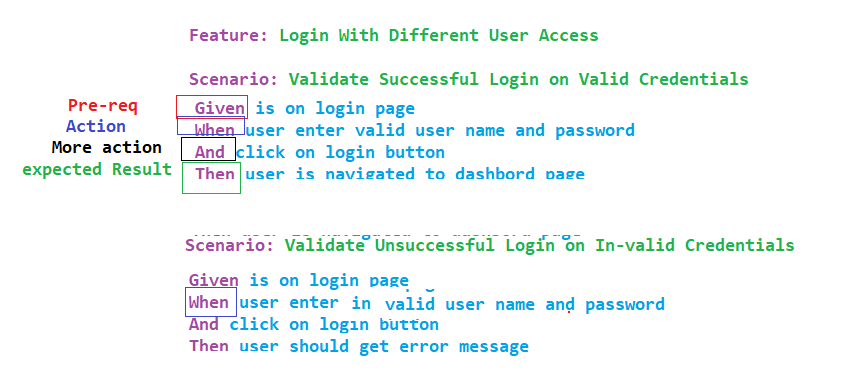 Feature: Login With Different User Access
Scenario: Validate Successful Login on Valid Credentials
Pre-req Given is on login page
Action When user enter valid user name and password
More action And click on login button
expected Result Then user is navigated to dashbord page
Scenario: Validate Unsuccessful Login on In-valid Credentials
Given is on login page
When user enter in valid user name and password
And click on login button
Then user should get error message